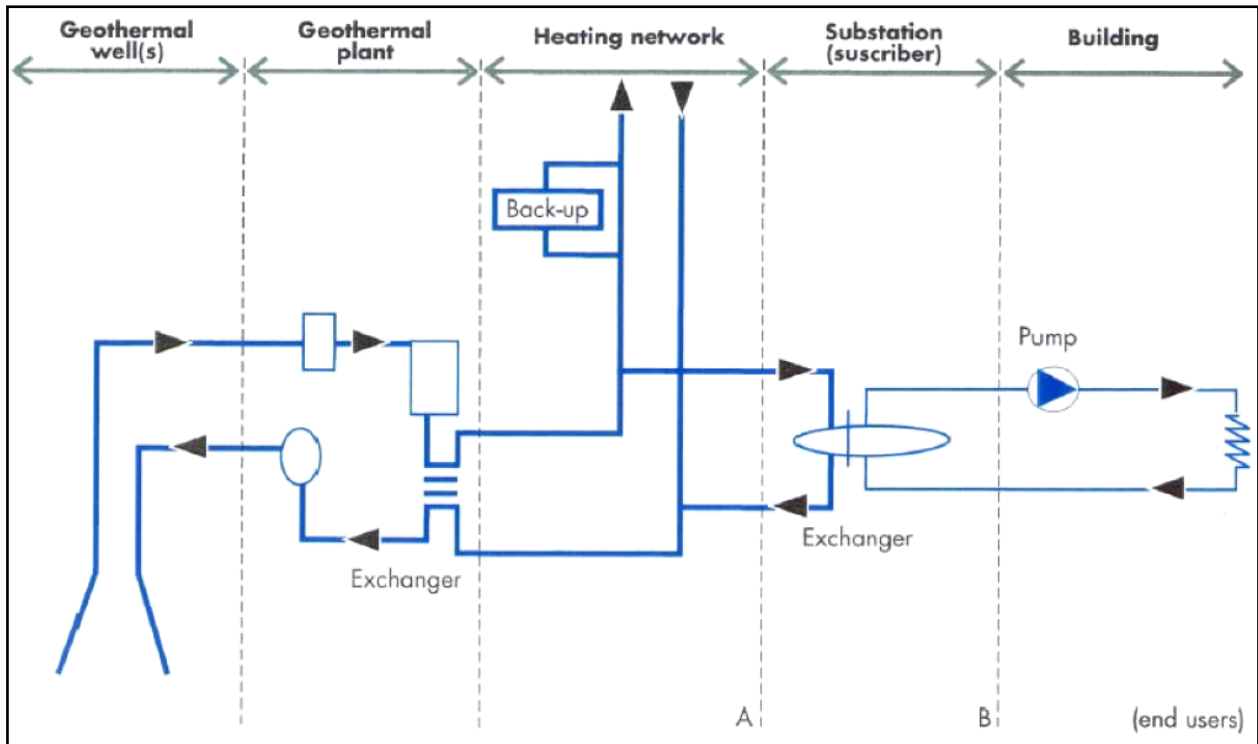 Geothermal
well(s)
Geothermal
plant
Heating network
Substation
(suscriber)
Building
Back-up
Pump
Exchanger
Exchanger
A
B
(end users)